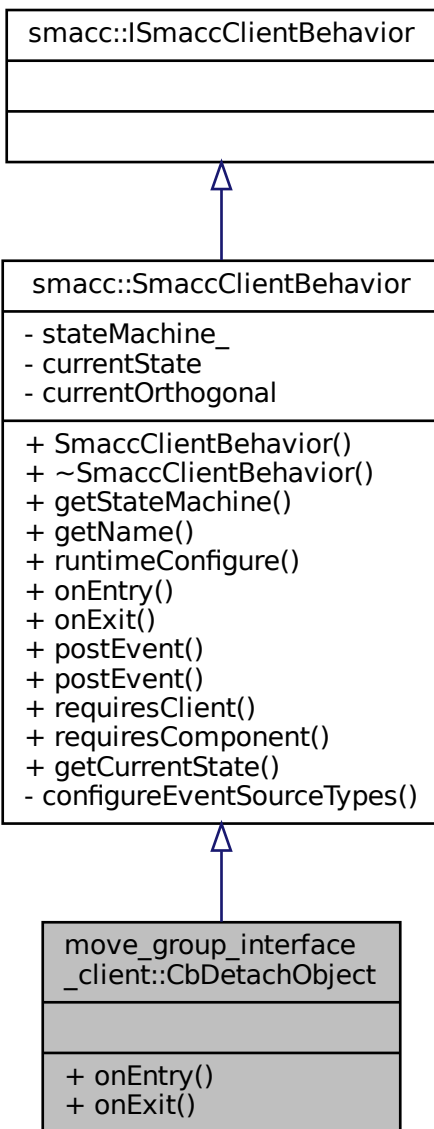 smacc::ISmaccClientBehavior
smacc::SmaccClientBehavior
- stateMachine_
- currentState
- currentOrthogonal
+ SmaccClientBehavior()
+ ~SmaccClientBehavior()
+ getStateMachine()
+ getName()
+ runtimeConfigure()
+ onEntry()
+ onExit()
+ postEvent()
+ postEvent()
+ requiresClient()
+ requiresComponent()
+ getCurrentState()
- configureEventSourceTypes()
move_group_interface
_client::CbDetachObject
+ onEntry()
+ onExit()